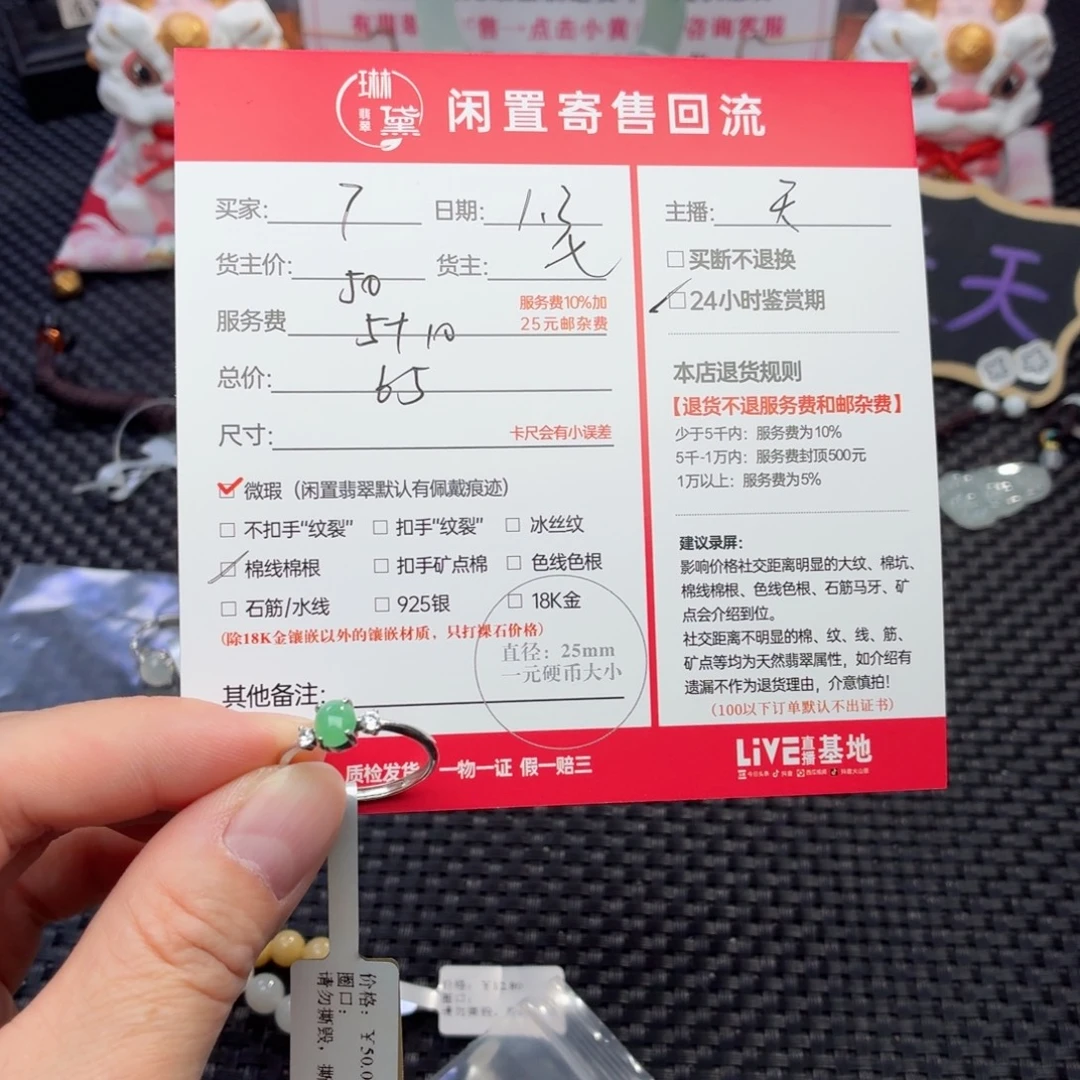 琳
翡翠
黛
闲置寄售回流
买家: 7 日期: 1.3
货主价: 50 货主:
服务费 5+10 服务费10%加
25元邮杂费
总价: 65
尺寸: 卡尺会有小误差
微瑕（闲置翡翠默认有佩戴痕迹）
不扣手“纹裂” 扣手“纹裂” 冰丝纹
棉线棉根 扣手矿点棉 色线色根
石筋/水线 925银 18K金
(除18K金镶嵌以外的镶嵌材质，只打裸石价格)
直径：25mm
一元硬币大小
其他备注:
主播: 天
买断不退换
24小时鉴赏期
本店退货规则
【退货不退服务费和邮杂费】
少于5千内：服务费为10%
5千-1万内：服务费封顶500元
1万以上：服务费为5%
建议录屏：
影响价格社交距离明显的大纹、棉坑、
棉线棉根、色线色根、石筋马牙、矿
点会介绍到位。
社交距离不明显的棉、纹、线、筋、
矿点等均为天然翡翠属性，如介绍有
遗漏不作为退货理由，介意慎拍！
（100以下订单默认不出证书）
质检发货 一物一证 假一赔三
LiVE直播基地
天
价格：￥50.0
圈口：
请勿撕毁，撕